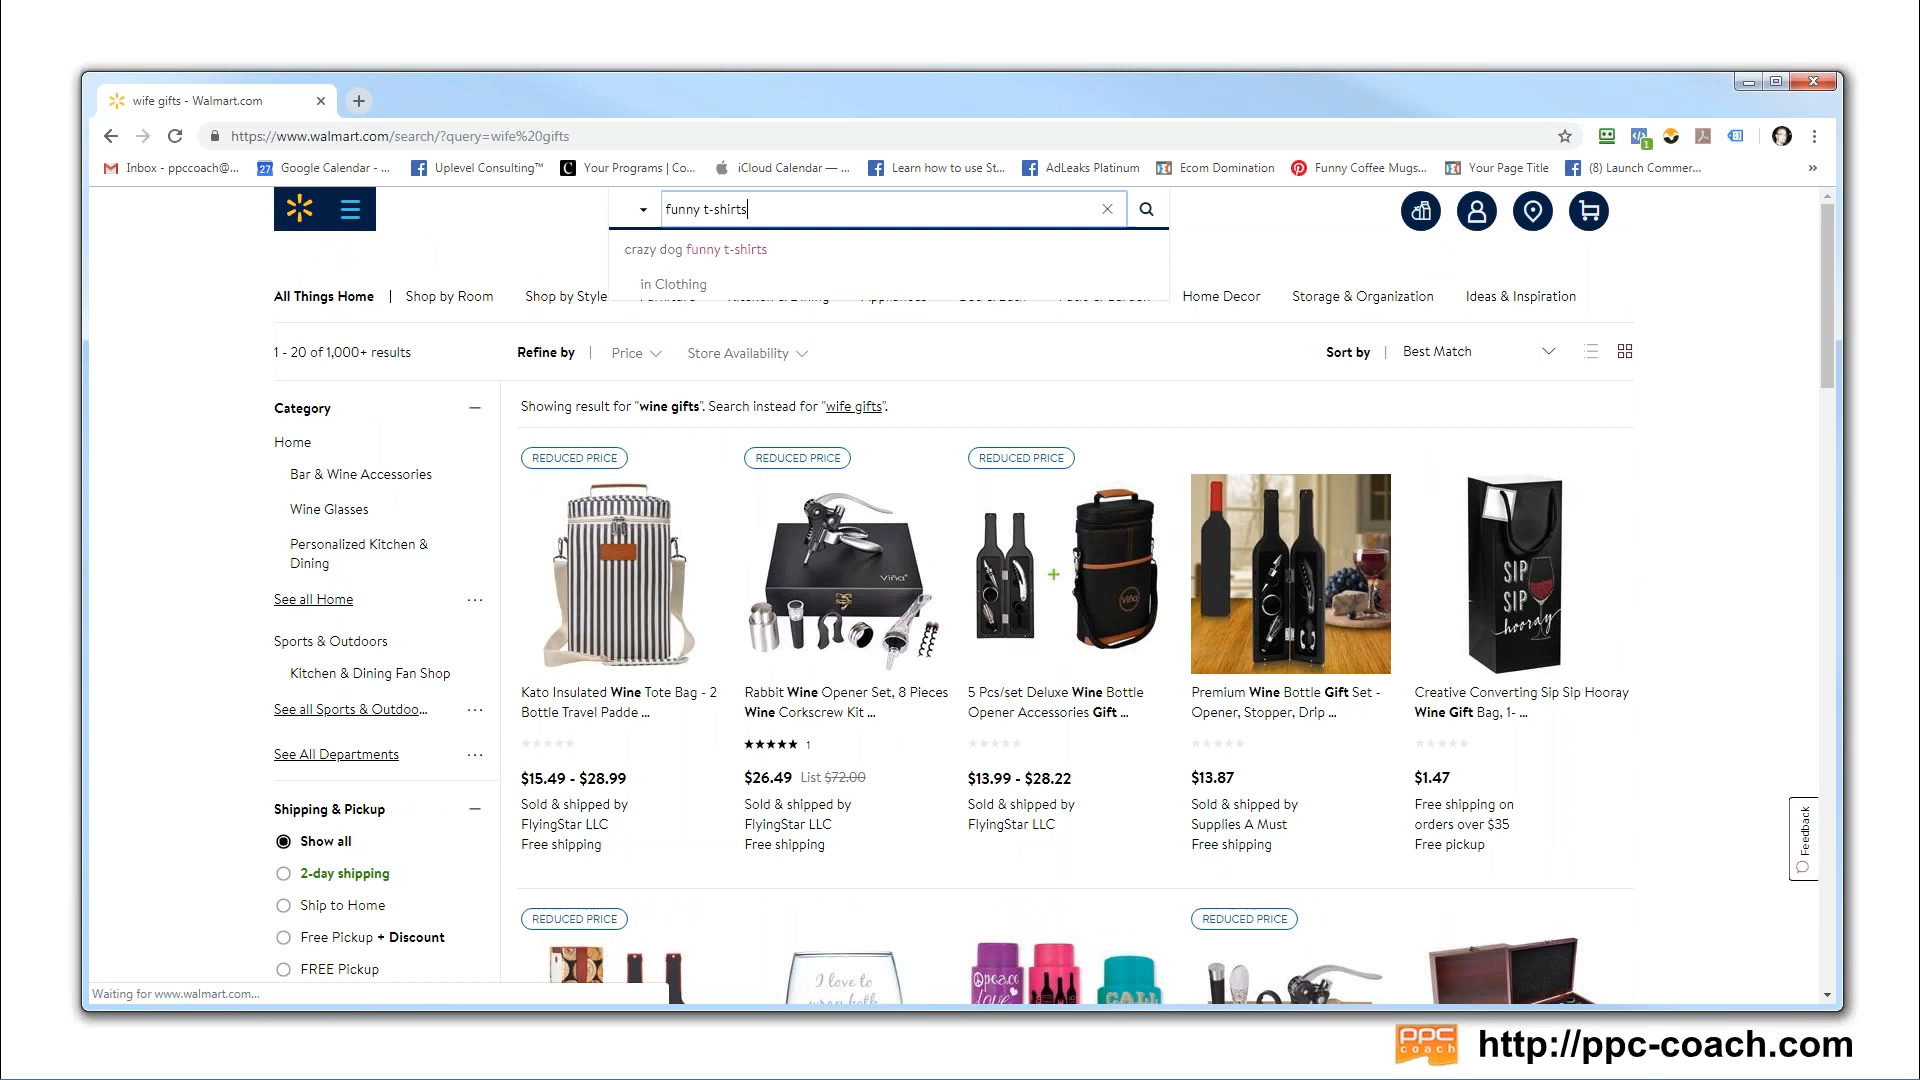 wife gifts - Walmart.com
https://www.walmart.com/search/?query=wife%20gifts
1
Inbox - ppccoach@... 27 Google Calendar - ... Uplevel Consulting™ Your Programs | Co... iCloud Calendar — ... Learn how to use St... AdLeaks Platinum Ecom Domination Funny Coffee Mugs... Your Page Title (8) Launch Commer... »
funny t-shirts
crazy dog funny t-shirts
in Clothing
All Things Home | Shop by Room Shop by Style Home Decor Storage & Organization Ideas & Inspiration
1 - 20 of 1,000+ results
Refine by | Price Store Availability
Sort by | Best Match
Category
Home
Bar & Wine Accessories
Wine Glasses
Personalized Kitchen &
Dining
See all Home ...
Sports & Outdoors
Kitchen & Dining Fan Shop
See all Sports & Outdoo... ...
See All Departments ...
Shipping & Pickup
Show all
2-day shipping
Ship to Home
Free Pickup + Discount
FREE Pickup
Showing result for "wine gifts". Search instead for "wife gifts".
REDUCED PRICE
Kato Insulated Wine Tote Bag - 2
Bottle Travel Padde ...
$15.49 - $28.99
Sold & shipped by
FlyingStar LLC
Free shipping
REDUCED PRICE
Viña
Rabbit Wine Opener Set, 8 Pieces
Wine Corkscrew Kit ...
1
$26.49 List $72.00
Sold & shipped by
FlyingStar LLC
Free shipping
REDUCED PRICE
Viña
5 Pcs/set Deluxe Wine Bottle
Opener Accessories Gift ...
$13.99 - $28.22
Sold & shipped by
FlyingStar LLC
Premium Wine Bottle Gift Set -
Opener, Stopper, Drip ...
$13.87
Sold & shipped by
Supplies A Must
Free shipping
SIP
SIP
hooray
Creative Converting Sip Sip Hooray
Wine Gift Bag, 1- ...
$1.47
Free shipping on
orders over $35
Free pickup
REDUCED PRICE
I love to
peace
love
CALL
REDUCED PRICE
Feedback
Waiting for www.walmart.com...
PPC
coach
http://ppc-coach.com